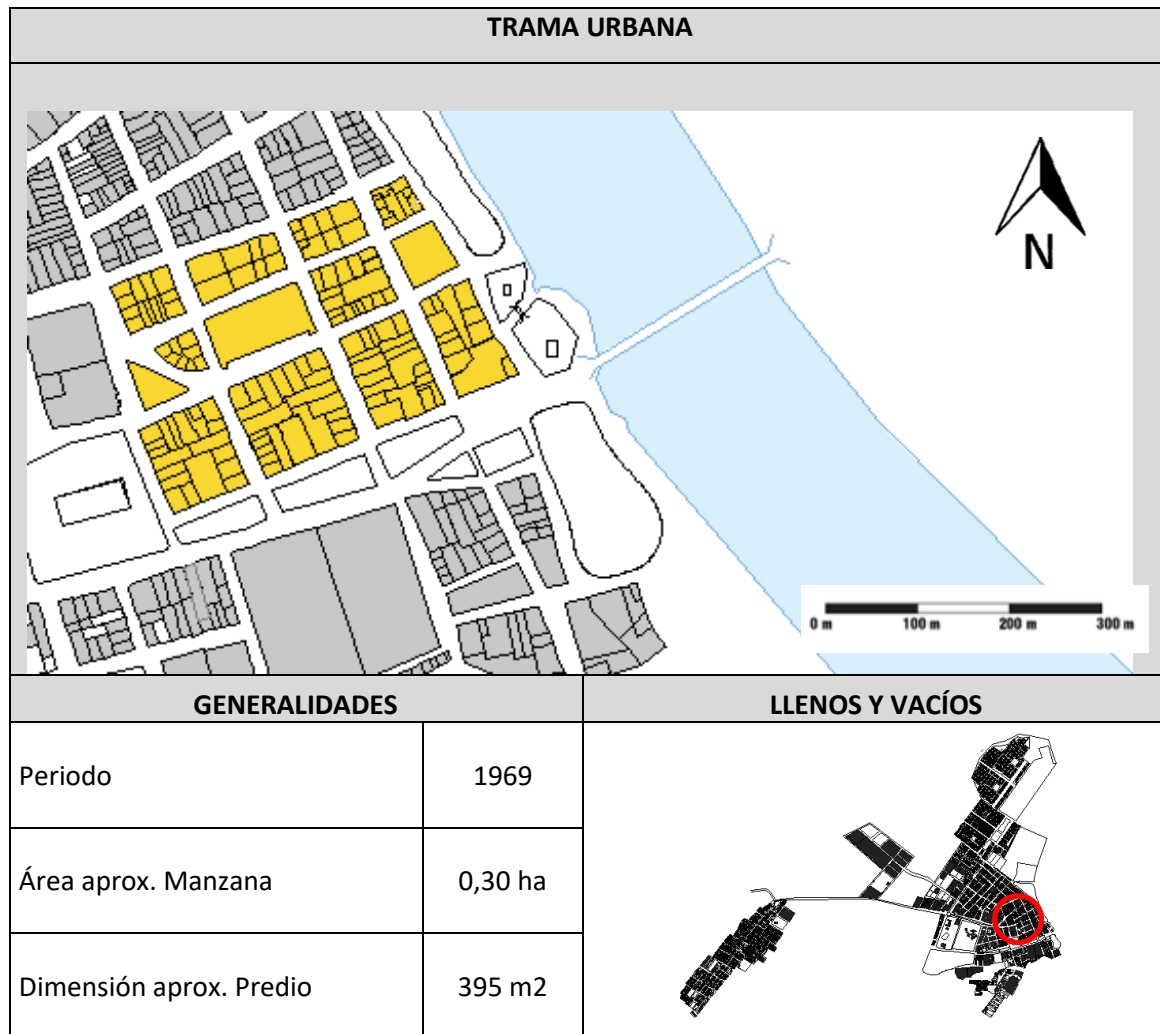 TRAMA URBANA
N
0 m 100 m 200 m 300 m
GENERALIDADES
LLENOS Y VACÍOS
Periodo 1969
Área aprox. Manzana 0,30 ha
Dimensión aprox. Predio 395 m2